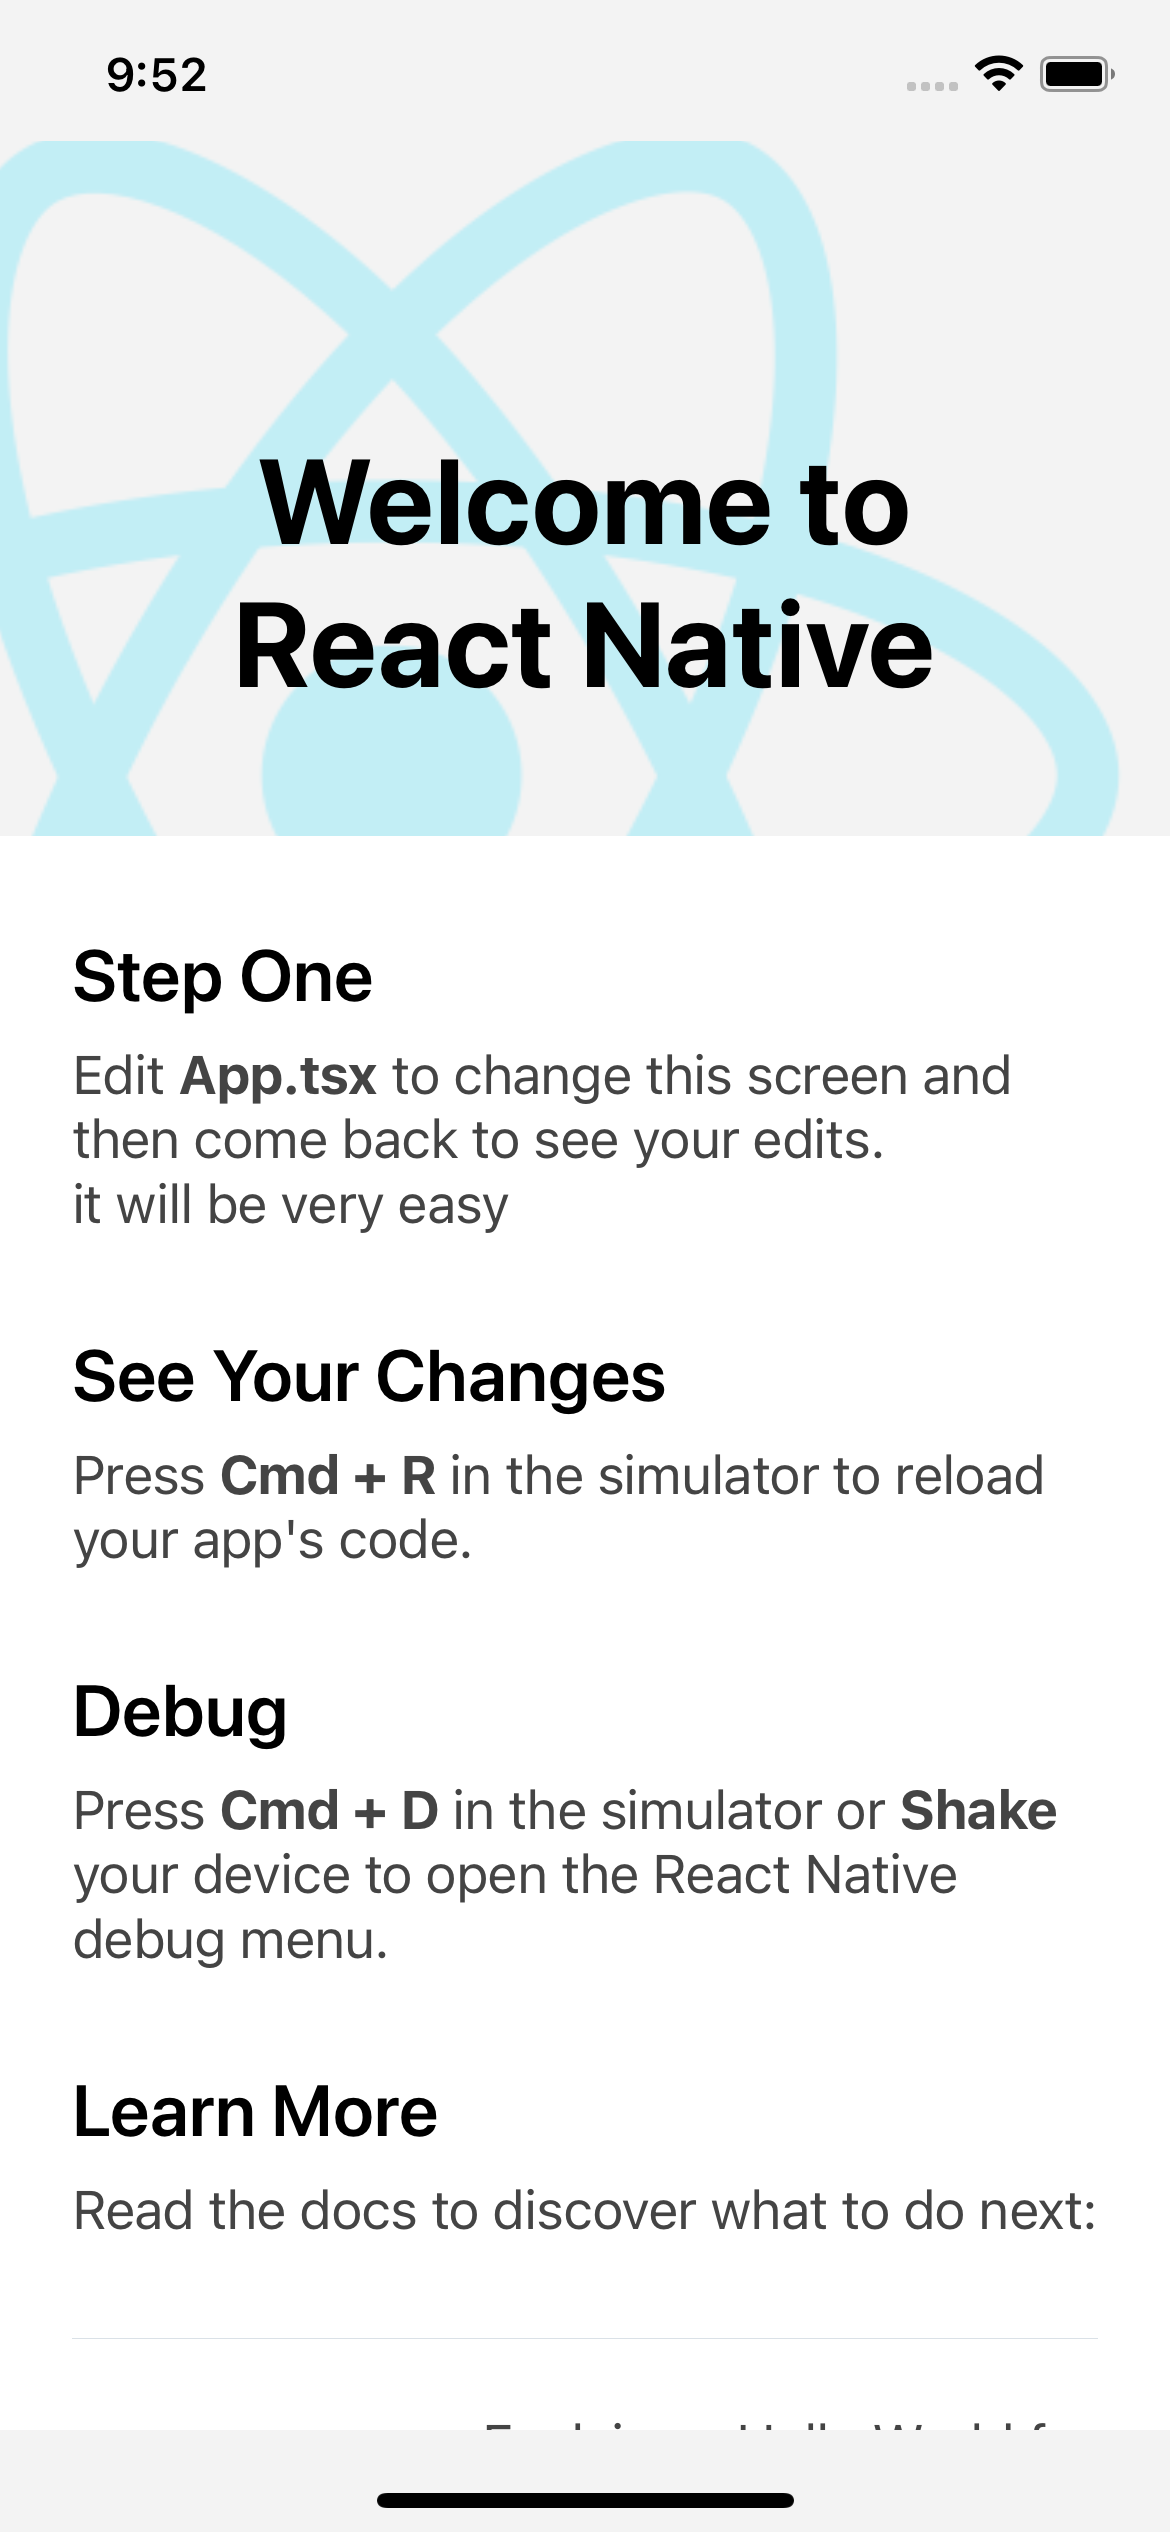 9:52
Welcome to
React Native
Step One
Edit App.tsx to change this screen and
then come back to see your edits.
it will be very easy
See Your Changes
Press Cmd + R in the simulator to reload
your app's code.
Debug
Press Cmd + D in the simulator or Shake
your device to open the React Native
debug menu.
Learn More
Read the docs to discover what to do next: